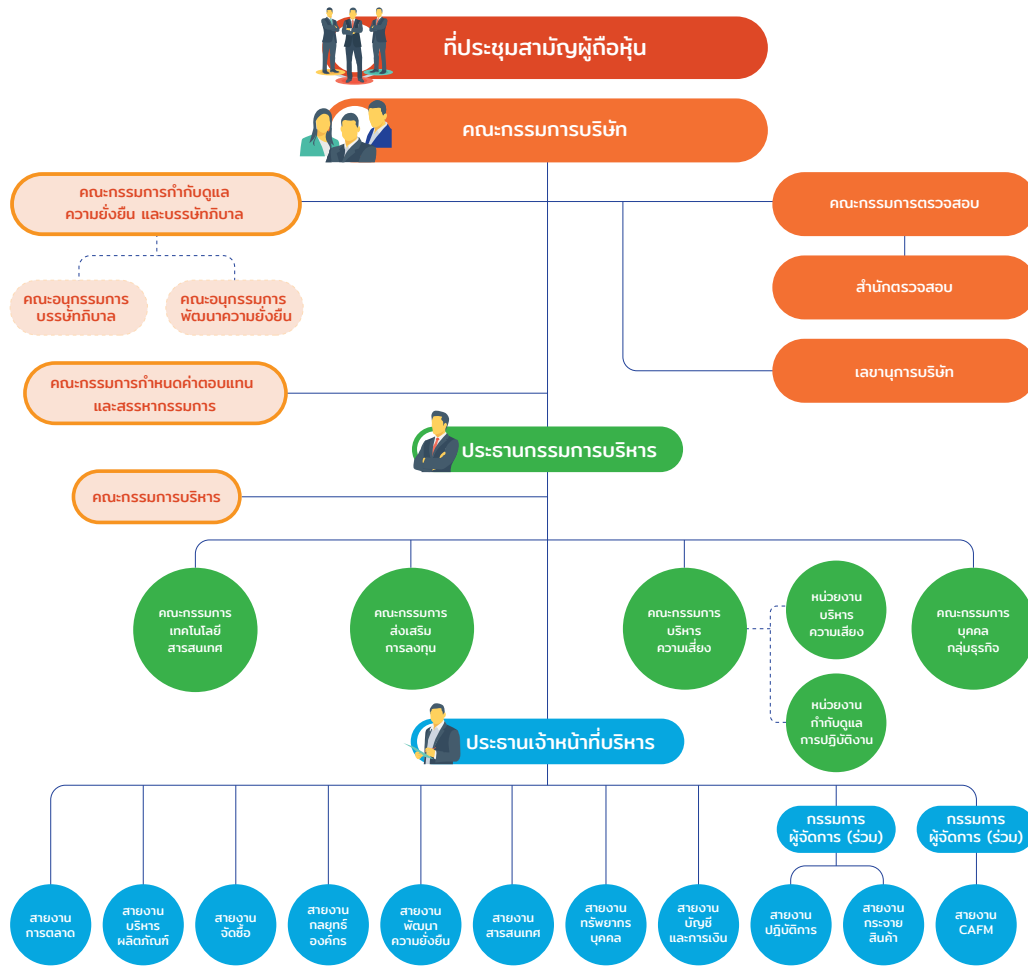 ที่ประชุมสามัญผู้ถือหุ้น
คณะกรรมการบริษัท
คณะกรรมการกำกับดูแล
ความยั่งยืน และบรรษัทภิบาล
คณะกรรมการตรวจสอบ
คณะอนุกรรมการ
บรรษัทภิบาล
คณะอนุกรรมการ
พัฒนาความยั่งยืน
สำนักตรวจสอบ
คณะกรรมการกำหนดค่าตอบแทน
และสรรหากรรมการ
เลขานุการบริษัท
ประธานกรรมการบริหาร
คณะกรรมการบริหาร
คณะกรรมการ
เทคโนโลยี
สารสนเทศ
คณะกรรมการ
ส่งเสริม
การลงทุน
คณะกรรมการ
บริหาร
ความเสี่ยง
หน่วยงาน
บริหาร
ความเสียง
คณะกรรมการ
บุคคล
กลุ่มธุรกิจ
หน่วยงาน
กำกับดูแล
การปฏิบัติงาน
ประธานเจ้าหน้าที่บริหาร
กรรมการ
ผู้จัดการ (ร่วม)
กรรมการ
ผู้จัดการ (ร่วม)
สายงาน
การตลาด
สายงาน
บริหาร
ผลิตภัณฑ์
สายงาน
จัดซื้อ
สายงาน
กลยุทธ์
องค์กร
สายงาน
พัฒนา
ความยั่งยืน
สายงาน
สารสนเทศ
สายงาน
ทรัพยากร
บุคคล
สายงาน
บัญชี
และการเงิน
สายงาน
ปฏิบัติการ
สายงาน
กระจาย
สินค้า
สายงาน
CAFM